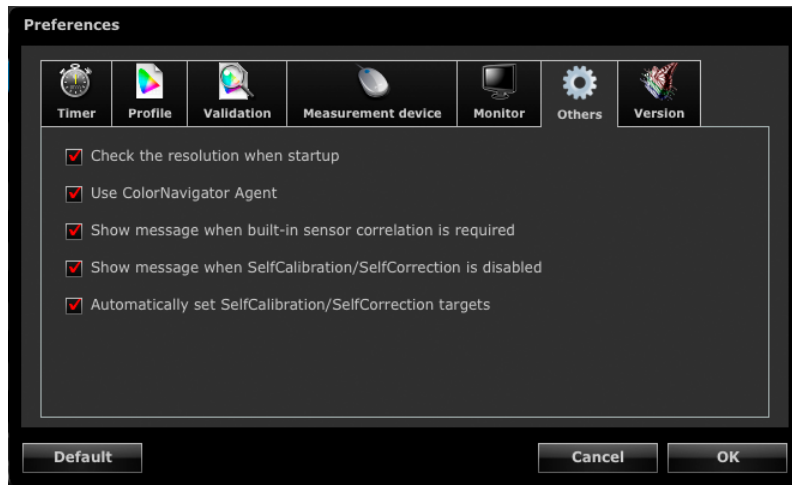 Preferences
Timer Profile Validation Measurement device Monitor Others Version
Check the resolution when startup
Use ColorNavigator Agent
Show message when built-in sensor correlation is required
Show message when SelfCalibration/SelfCorrection is disabled
Automatically set SelfCalibration/SelfCorrection targets
Default Cancel OK